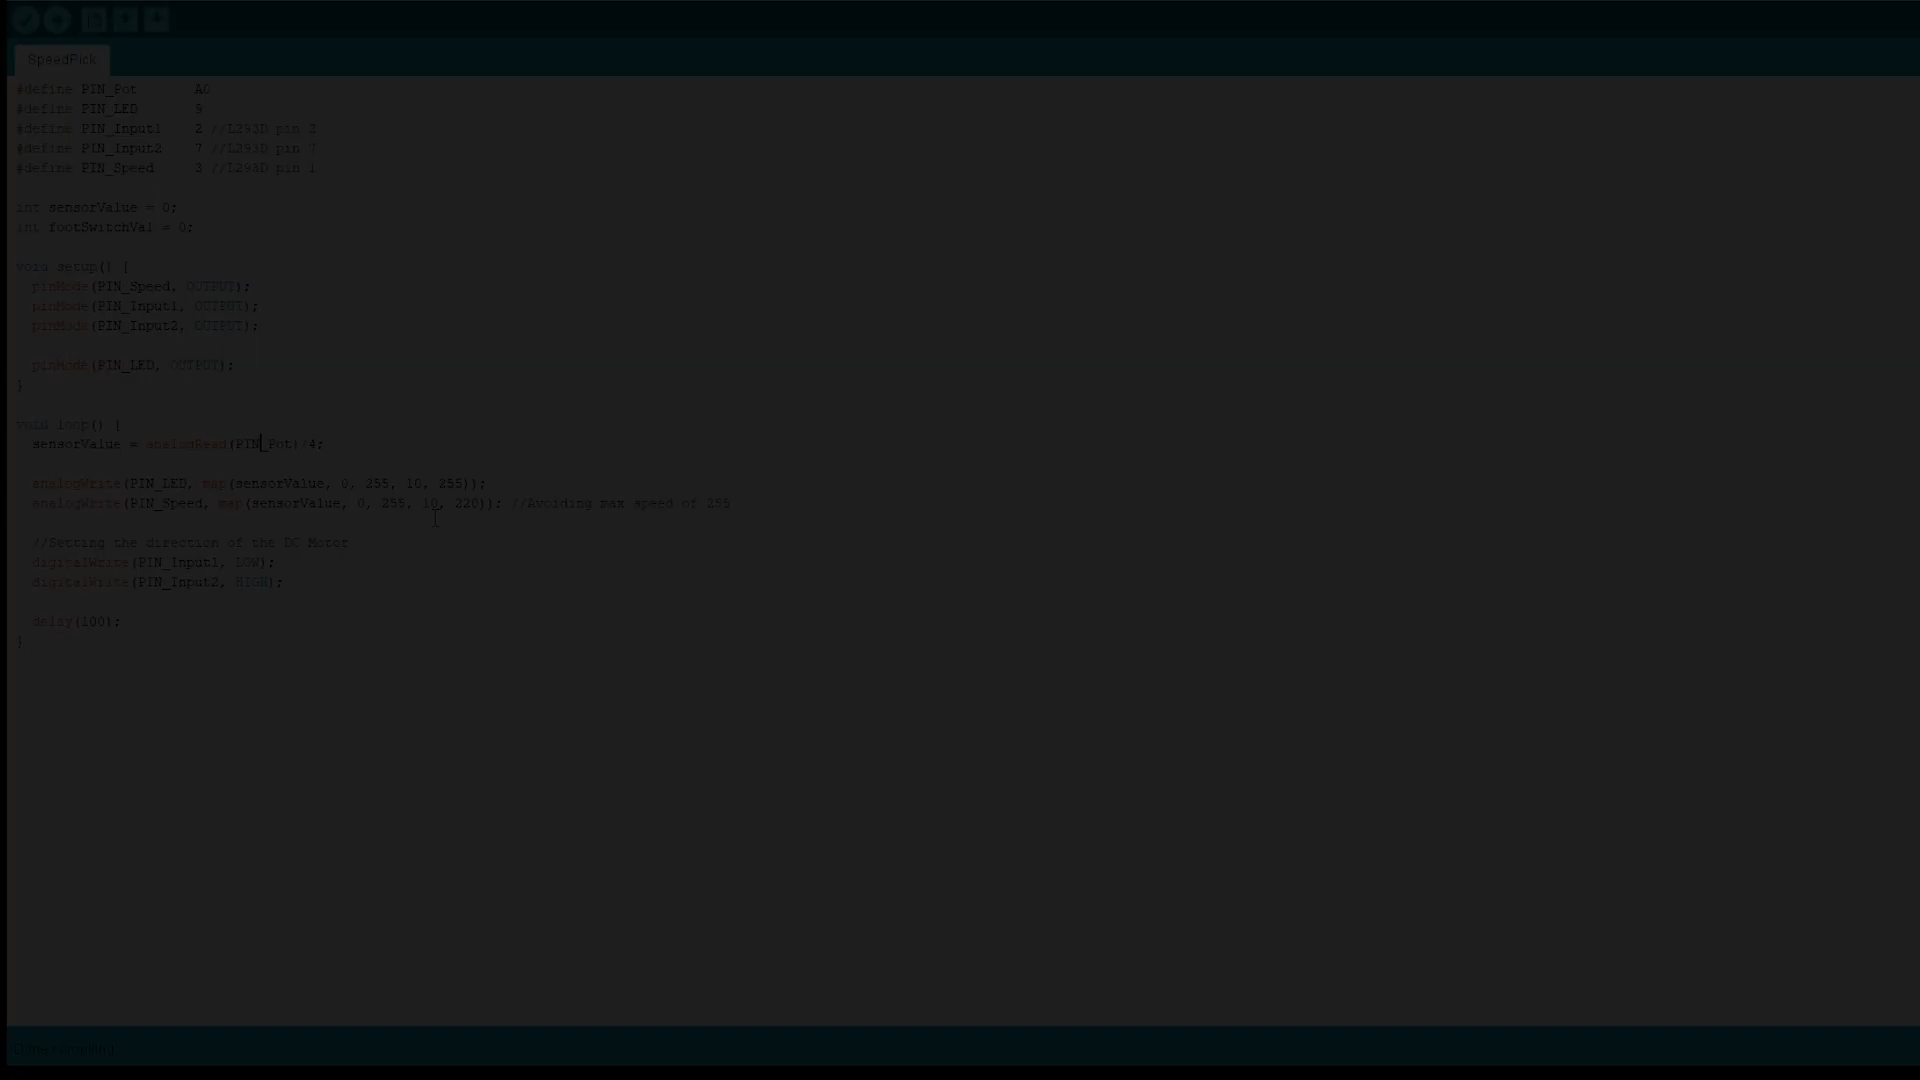 SpeedPick
#define PIN_Pot A0
#define PIN_LED 9
#define PIN_Input1 2 //L293D pin 2
#define PIN_Input2 7 //L293D pin 7
#define PIN_Speed 3 //L293D pin 1
int sensorValue = 0;
int footSwitchVal = 0;
void setup() {
pinMode(PIN_Speed, OUTPUT);
pinMode(PIN_Input1, OUTPUT);
pinMode(PIN_Input2, OUTPUT);
pinMode(PIN_LED, OUTPUT);
}
void loop() {
sensorValue = analogRead(PIN_Pot)/4;
analogWrite(PIN_LED, map(sensorValue, 0, 255, 10, 255));
analogWrite(PIN_Speed, map(sensorValue, 0, 255, 10, 220)); //Avoiding max speed of 255
//Setting the direction of the DC Motor
digitalWrite(PIN_Input1, LOW);
digitalWrite(PIN_Input2, HIGH);
delay(100);
}
Done compiling